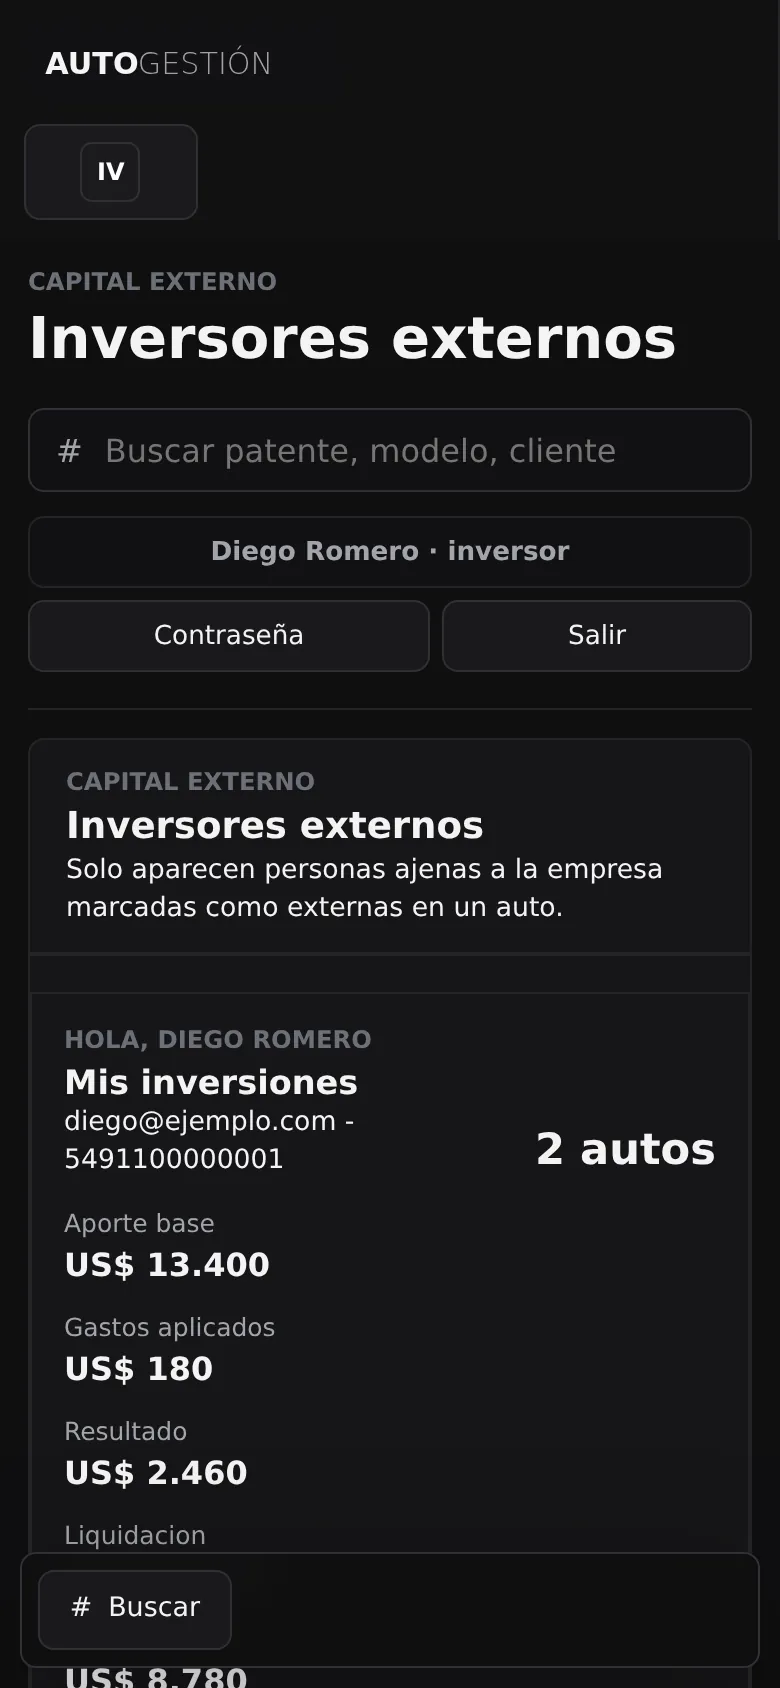 AUTOGESTIÓN
IV
CAPITAL EXTERNO
Inversores externos
# Buscar patente, modelo, cliente
Diego Romero · inversor
Contraseña
Salir
CAPITAL EXTERNO
Inversores externos
Solo aparecen personas ajenas a la empresa
marcadas como externas en un auto.
HOLA, DIEGO ROMERO
Mis inversiones
diego@ejemplo.com -
5491100000001
2 autos
Aporte base
US$ 13.400
Gastos aplicados
US$ 180
Resultado
US$ 2.460
Liquidacion
# Buscar
US$ 8.780